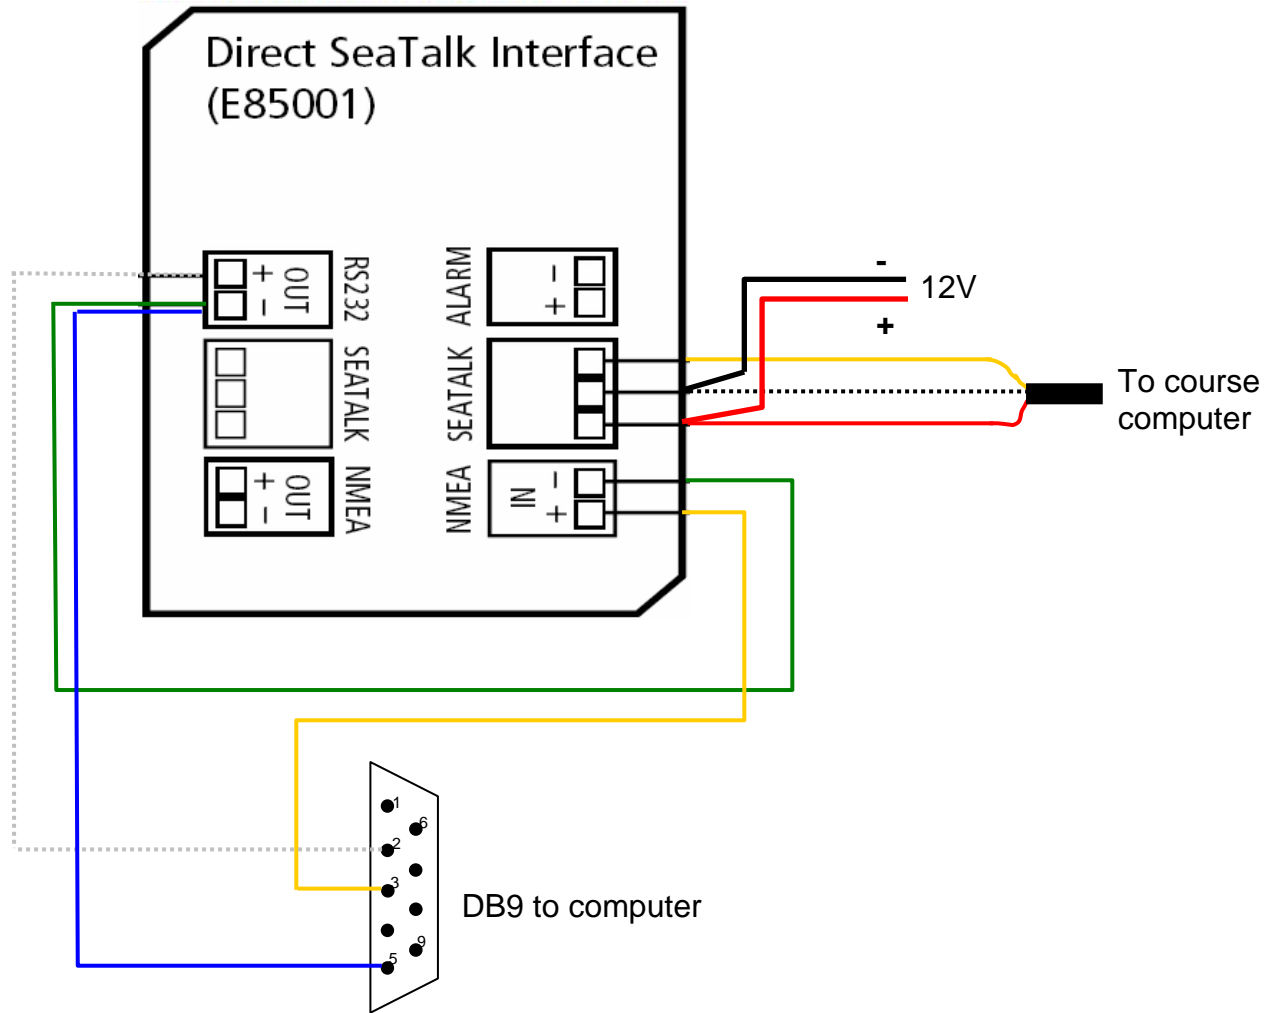 Direct SeaTalk Interface
(E85001)
+ OUT
-
RS232
SEATALK
+ OUT
-
NMEA
ALARM
-
+
SEATALK
NMEA
IN
-
+
-
12V
+
To course
computer
1
6
2
3
9
5
DB9 to computer